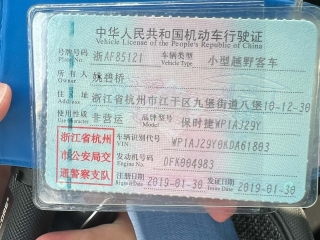 中华人民共和国机动车行驶证
Vehicle License of the People's Republic of China
号牌号码 浙AF85121 车辆类型 小型越野客车
Plate No. Vehicle Type
所有人 魏碧桥
Owner
住址 浙江省杭州市江干区九堡街道八堡10-12-30
使用性质 非营运 品牌型号 保时捷WP1AJ29Y
浙江省杭州 车辆识别代号 WP1AJ29Y6KDA61803
VIN
市公安局交 发动机号码 DFK004983
Engine No.
通警察支队 注册日期 2019-01-30 发证日期 2019-01-30
Register Date Issue Date